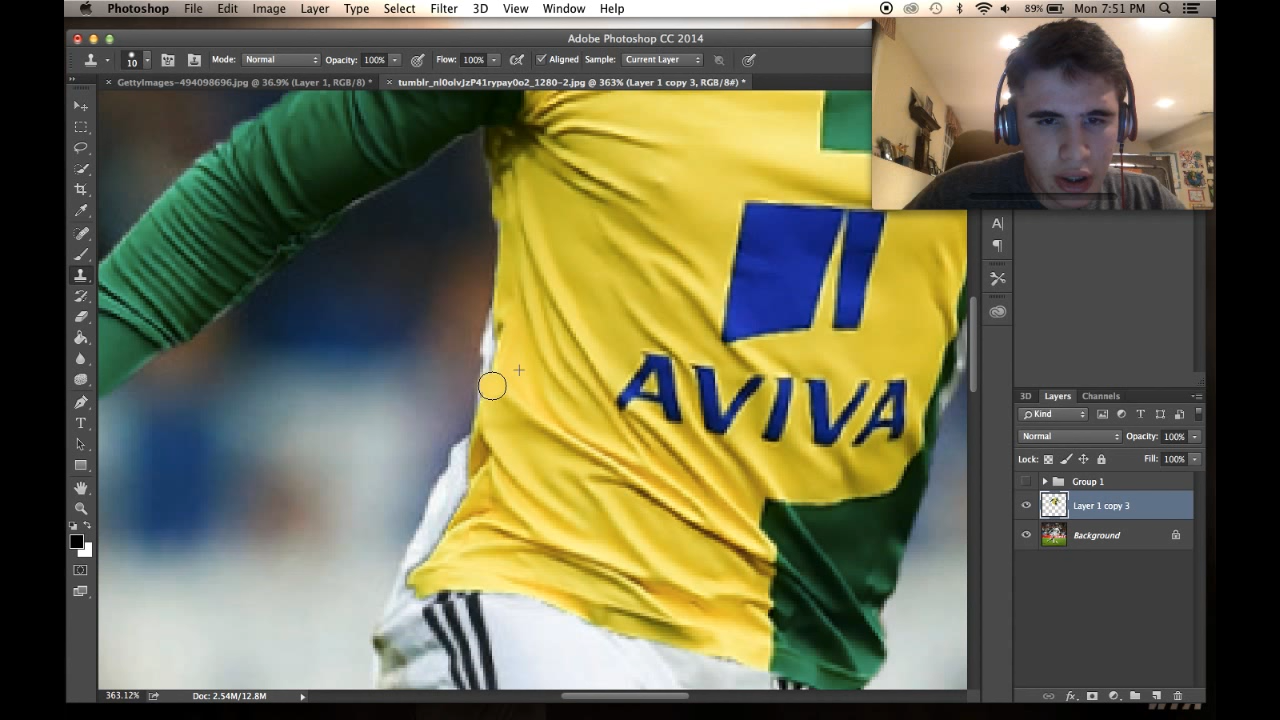 Photoshop File Edit Image Layer Type Select Filter 3D View Window Help 89% Mon 7:51 PM
Adobe Photoshop CC 2014
10 Mode: Normal Opacity: 100% Flow: 100% Aligned Sample: Current Layer
GettyImages-494098696.jpg @ 36.9% (Layer 1, RGB/8) * tumblr_nl0olvJzP41rypay0o2_1280-2.jpg @ 363% (Layer 1 copy 3, RGB/8#) *
AVIVA
3D Layers Channels
Kind
Normal Opacity: 100%
Lock: Fill: 100%
Group 1
Layer 1 copy 3
Background
363.12% Doc: 2.54M/12.8M